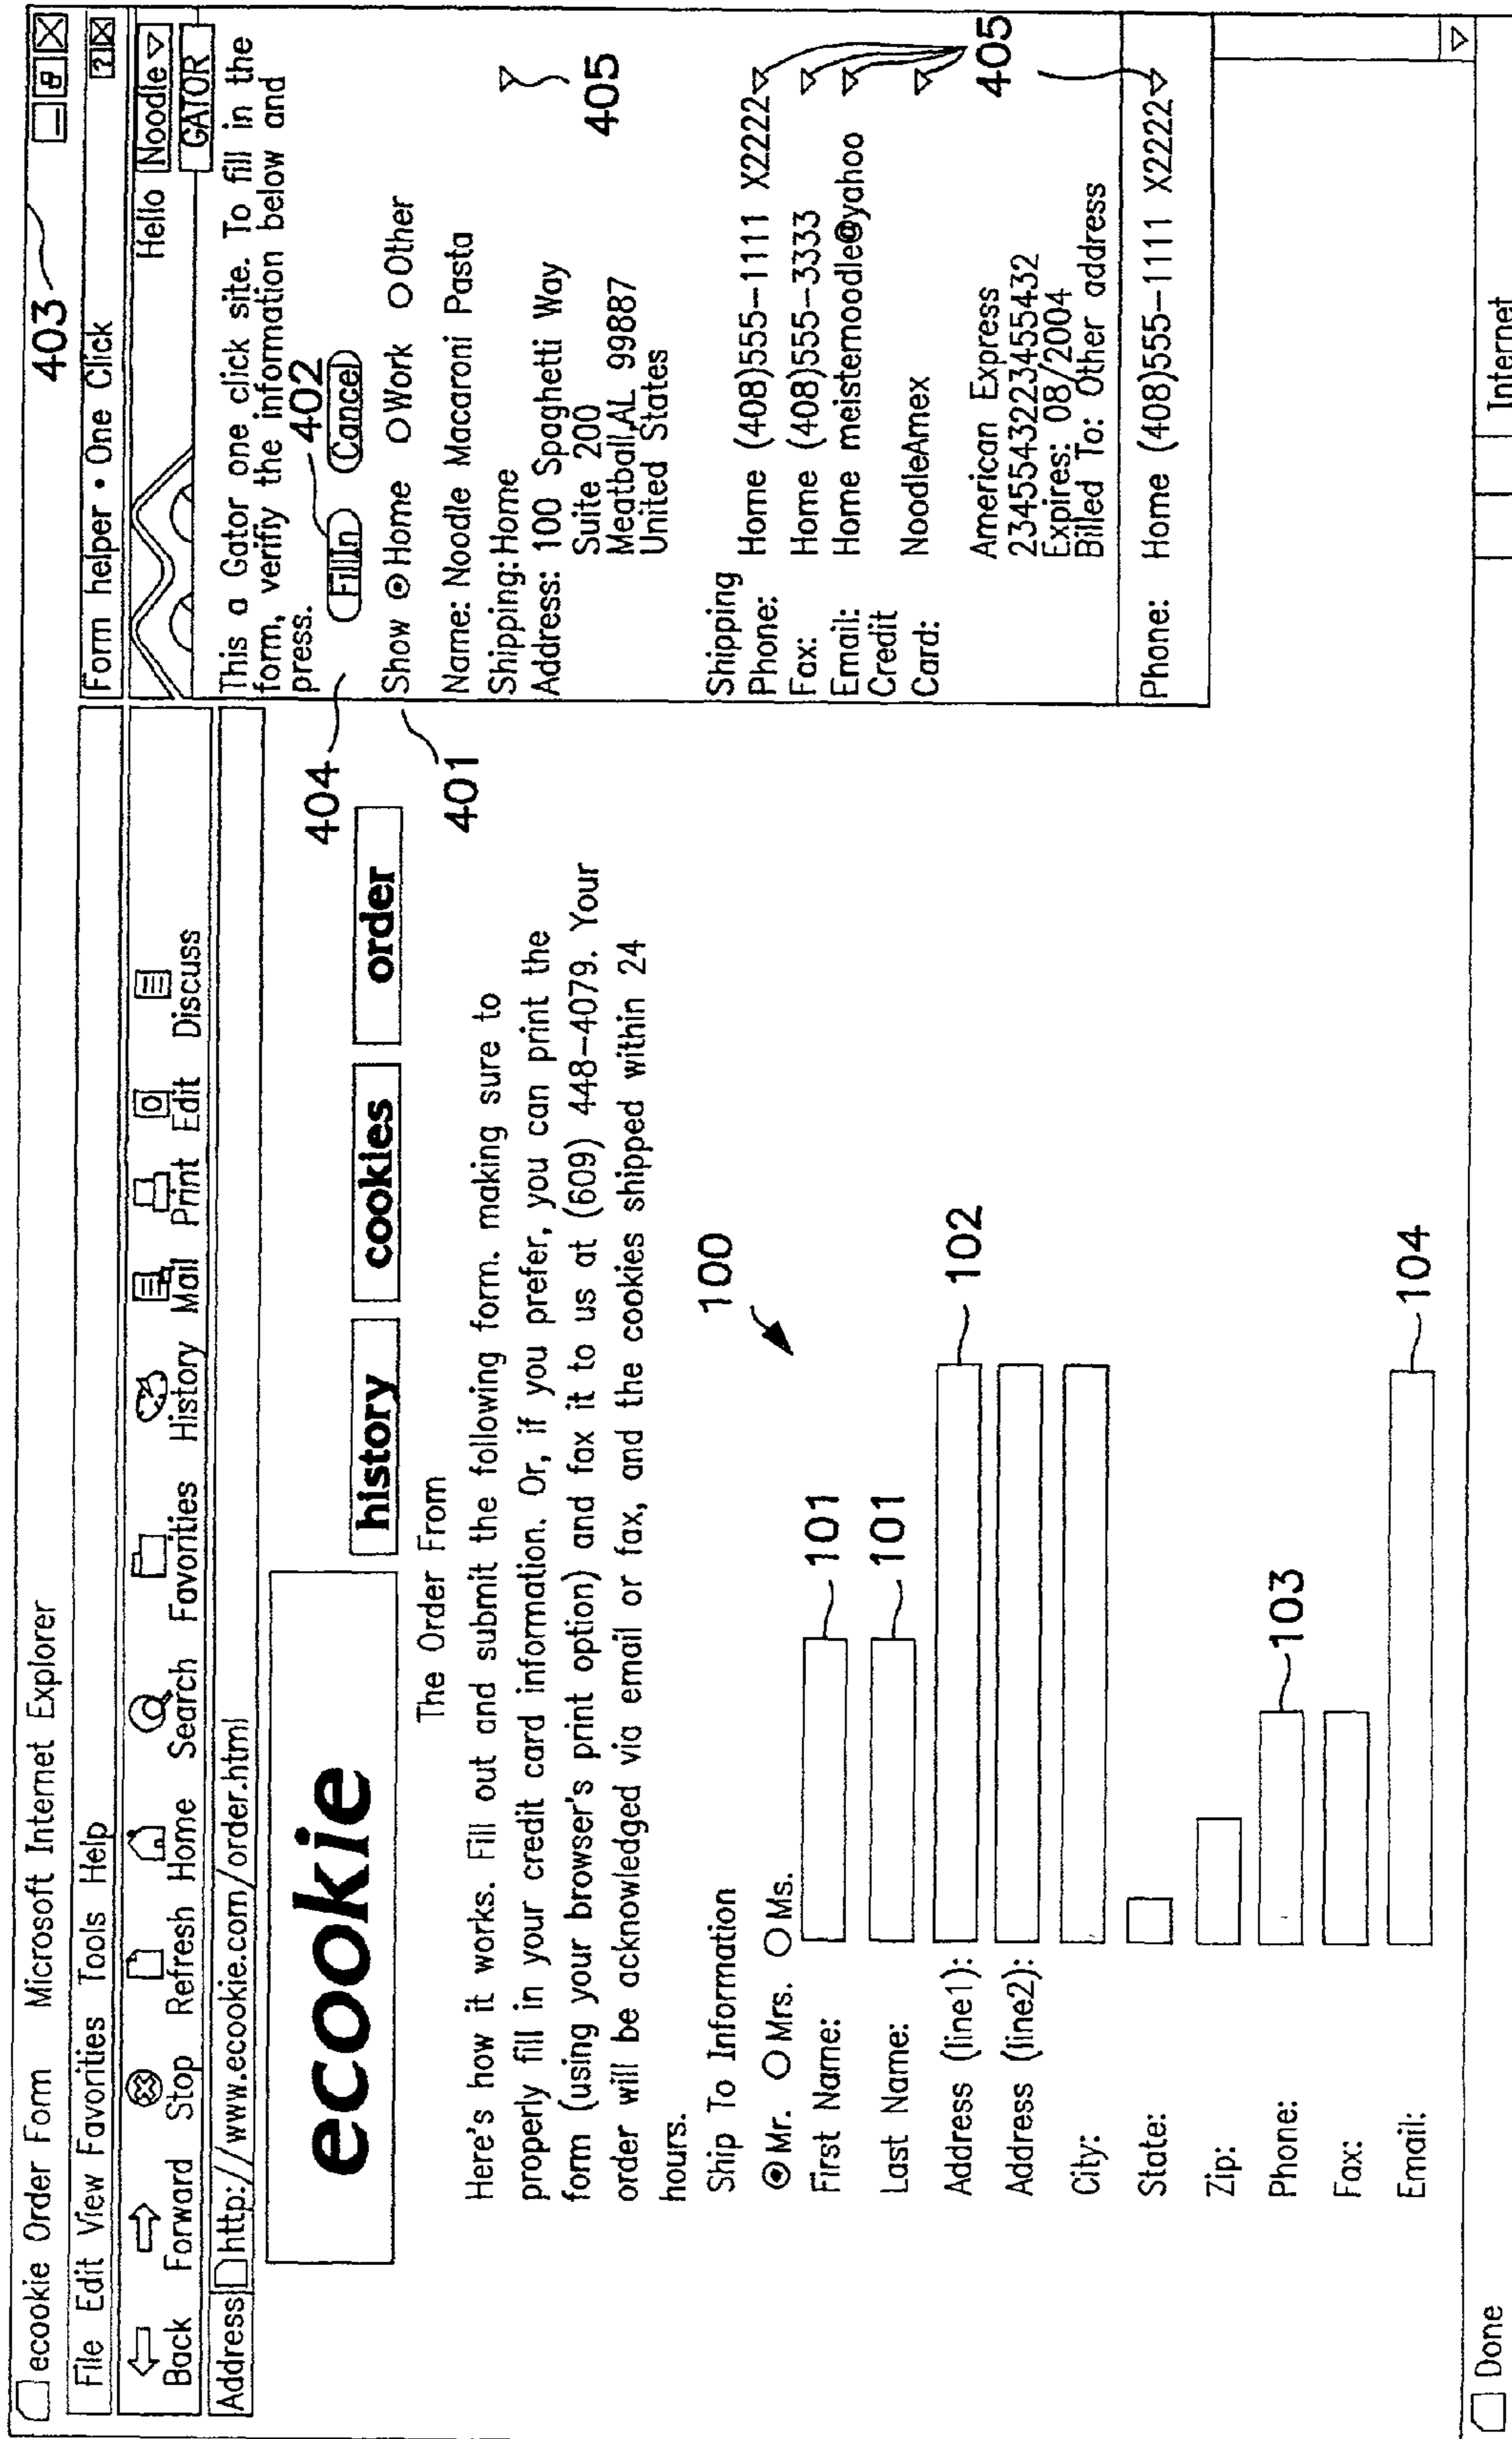 ecookie Order Form Microsoft Internet Explorer
403
File Edit View Favorities Tools Help
Back Forward Stop Refresh Home Search Favorities History Mail Print Edit Discuss
Address http://www.ecookie.com/order.html
ecookie
history
cookies
order
The Order From
Here's how it works. Fill out and submit the following form. making sure to
properly fill in your credit card information. Or, if you prefer, you can print the
form (using your browser's print option) and fax it to us at (609) 448-4079. Your
order will be acknowledged via email or fax, and the cookies shipped within 24
hours.
Ship To Information
100
Mr. Mrs. Ms.
First Name: 101
Last Name: 101
Address (line1): 102
Address (line2):
City:
State:
Zip:
Phone: 103
Fax:
Email: 104
Form helper • One Click
Hello Noodle
GATOR
This a Gator one click site. To fill in the
form, verifiy the information below and
press.
402
FillIn Cancel
404
401
Show Home Work Other
Name: Noodle Macaroni Pasta
Shipping: Home
Address: 100 Spaghetti Way
Suite 200
Meatball,AL 99887
United States
405
Shipping
Phone: Home (408)555-1111 X2222
Fax: Home (408)555-3333
Email: Home meisternoodle@yahoo
Credit
Card: NoodleAmex
405
American Express
2345543223455432
Expires: 08/2004
Billed To: Other address
Phone: Home (408)555-1111 X2222
Done
Internet